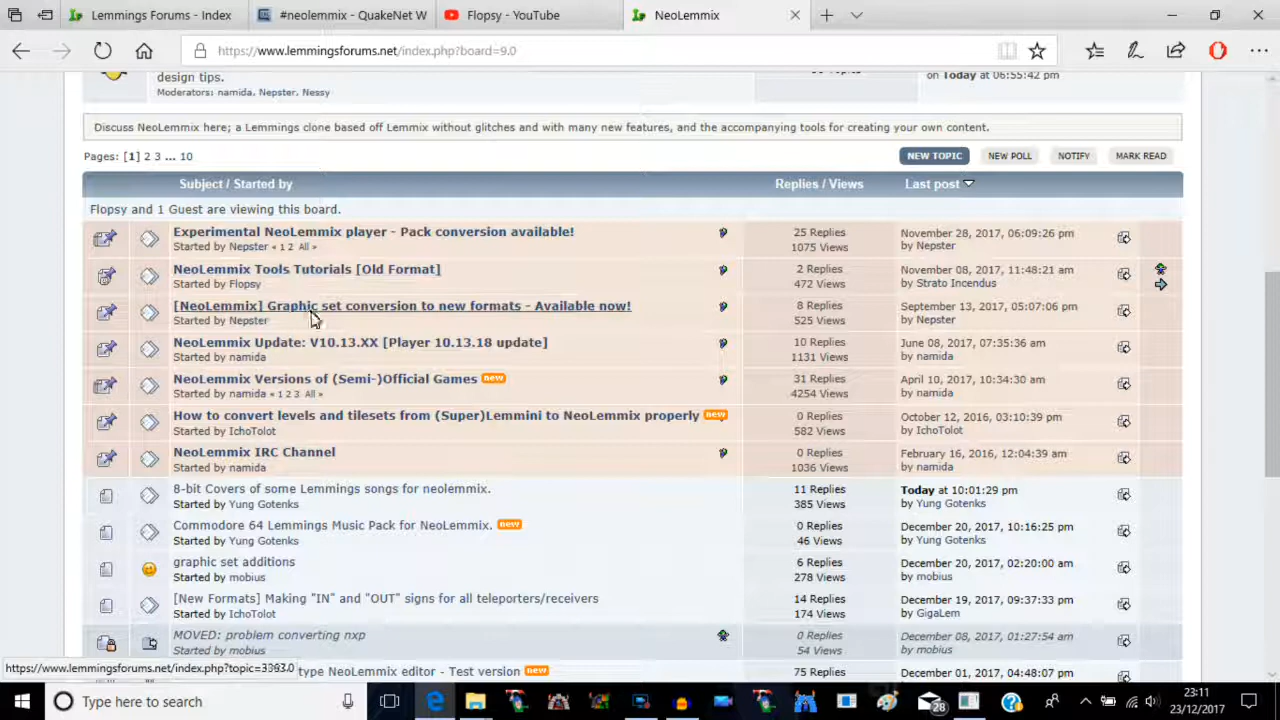 Lemmings Forums - Index
#neolemmix - QuakeNet W
Flopsy - YouTube
NeoLemmix
https://www.lemmingsforums.net/index.php?board=9.0
design tips.
Moderators: namida, Nepster, Nessy
on Today at 06:55:42 pm
Discuss NeoLemmix here; a Lemmings clone based off Lemmix without glitches and with many new features, and the accompanying tools for creating your own content.
Pages: [1] 2 3 ... 10
NEW TOPIC NEW POLL NOTIFY MARK READ
Subject / Started by Replies / Views Last post
Flopsy and 1 Guest are viewing this board.
Experimental NeoLemmix player - Pack conversion available!
Started by Nepster « 1 2 All »
25 Replies
1075 Views
November 28, 2017, 06:09:26 pm
by Nepster
NeoLemmix Tools Tutorials [Old Format]
Started by Flopsy
2 Replies
472 Views
November 08, 2017, 11:48:21 am
by Strato Incendus
[NeoLemmix] Graphic set conversion to new formats - Available now!
Started by Nepster
8 Replies
525 Views
September 13, 2017, 05:07:06 pm
by Nepster
NeoLemmix Update: V10.13.XX [Player 10.13.18 update]
Started by namida
10 Replies
1131 Views
June 08, 2017, 07:35:36 am
by namida
NeoLemmix Versions of (Semi-)Official Games new
Started by namida « 1 2 3 All »
31 Replies
4254 Views
April 10, 2017, 10:34:30 am
by namida
How to convert levels and tilesets from (Super)Lemmini to NeoLemmix properly new
Started by IchoTolot
0 Replies
582 Views
October 12, 2016, 03:10:39 pm
by IchoTolot
NeoLemmix IRC Channel
Started by namida
0 Replies
1036 Views
February 16, 2016, 12:04:39 am
by namida
8-bit Covers of some Lemmings songs for neolemmix.
Started by Yung Gotenks
11 Replies
385 Views
Today at 10:01:29 pm
by Yung Gotenks
Commodore 64 Lemmings Music Pack for NeoLemmix. new
Started by Yung Gotenks
0 Replies
46 Views
December 20, 2017, 10:16:25 pm
by Yung Gotenks
graphic set additions
Started by mobius
6 Replies
278 Views
December 20, 2017, 02:20:00 am
by mobius
[New Formats] Making "IN" and "OUT" signs for all teleporters/receivers
Started by IchoTolot
14 Replies
174 Views
December 19, 2017, 09:37:33 pm
by GigaLem
MOVED: problem converting nxp
Started by mobius
0 Replies
54 Views
December 08, 2017, 01:27:54 am
by mobius
https://www.lemmingsforums.net/index.php?topic=3393.0
type NeoLemmix editor - Test version new
75 Replies
December 01, 2017, 04:48:07 pm
Type here to search
28
23:11
23/12/2017